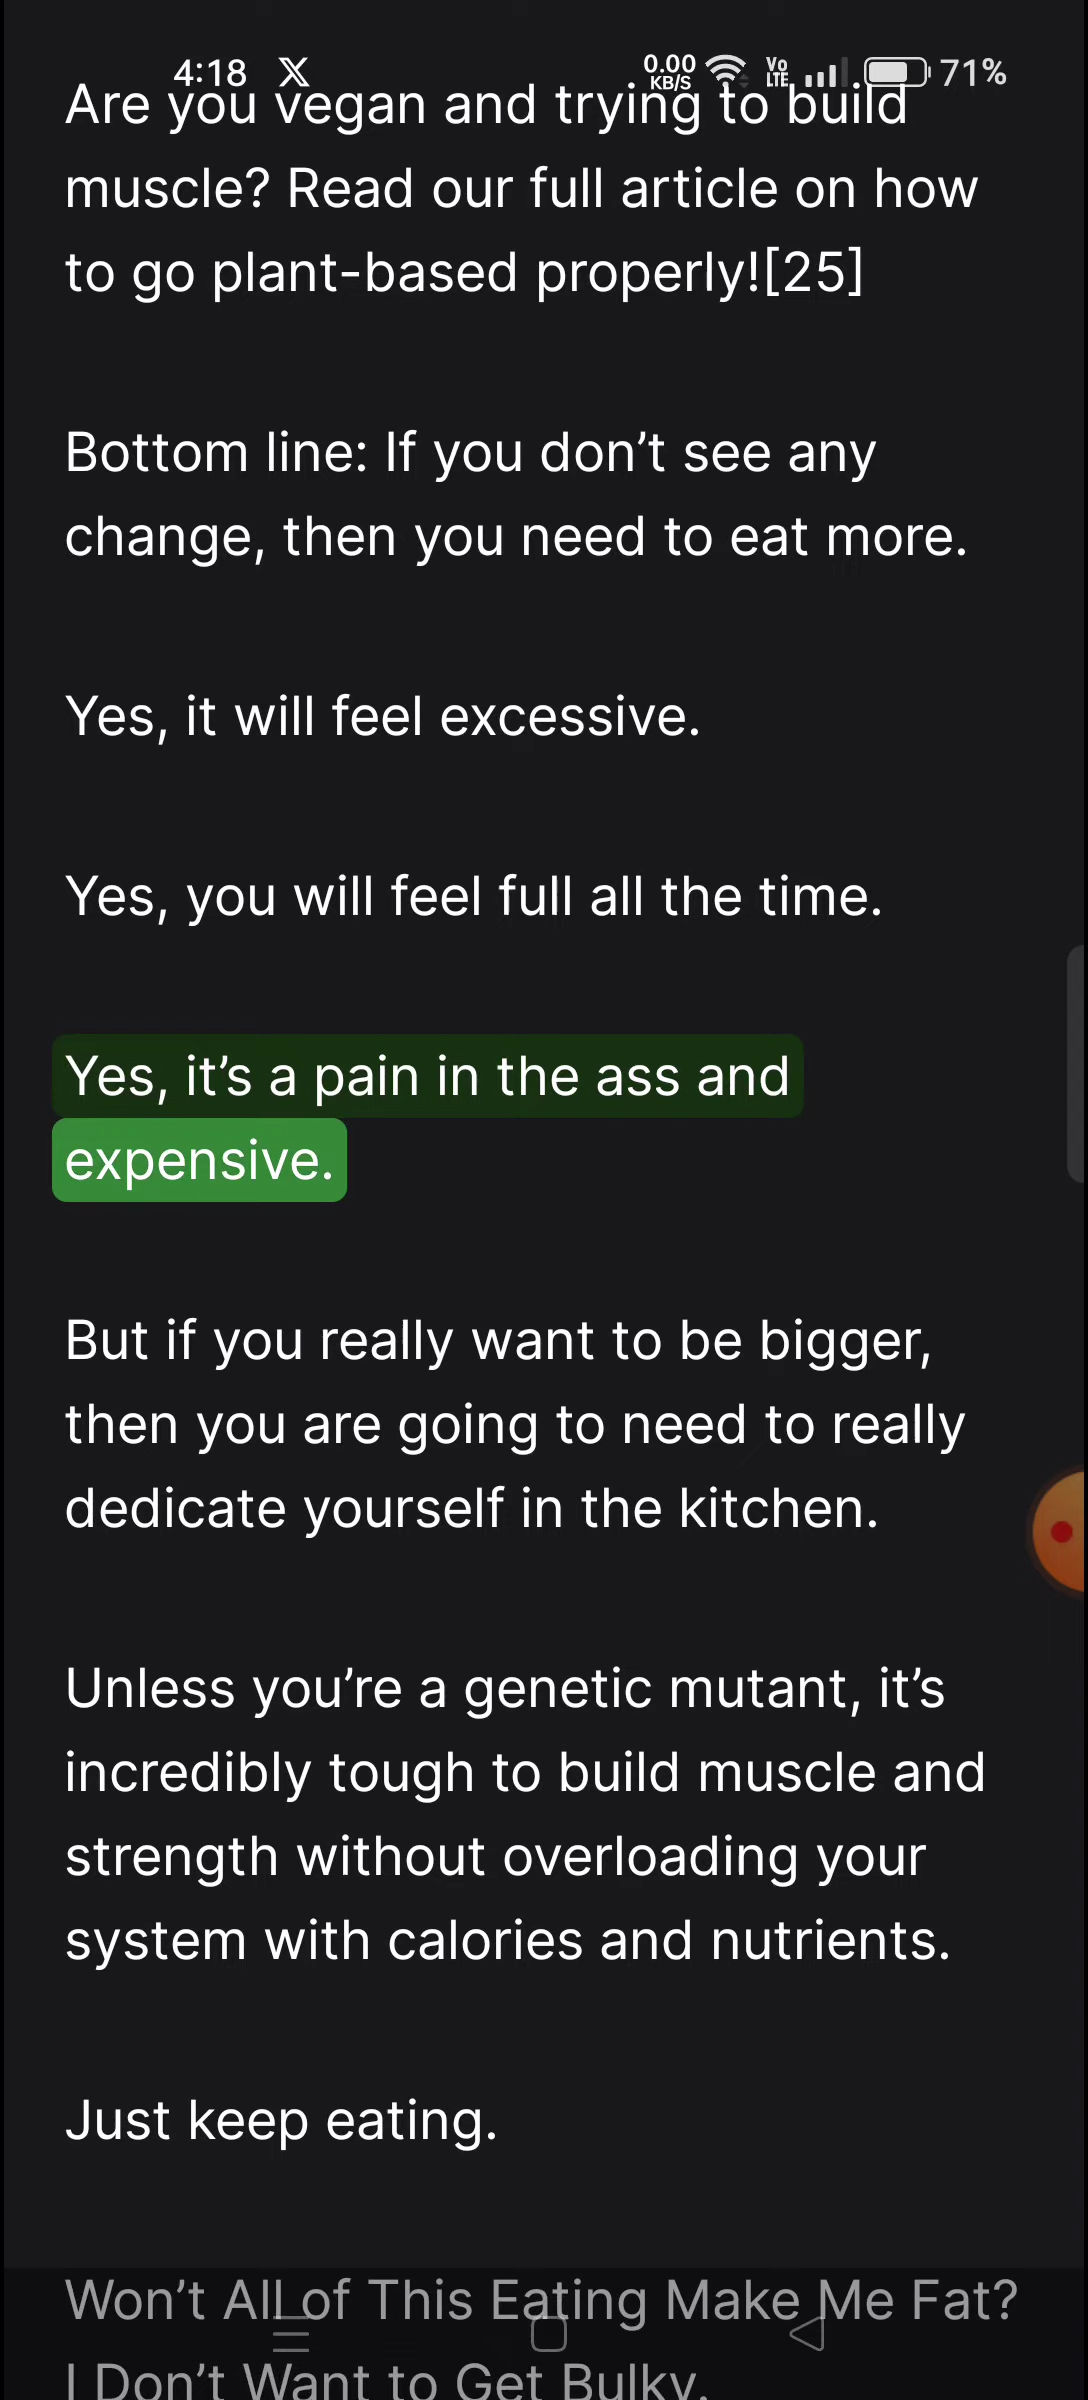 4:18 X 0.00 KB/S Vo LTE 71%
Are you vegan and trying to build
muscle? Read our full article on how
to go plant-based properly![25]
Bottom line: If you don’t see any
change, then you need to eat more.
Yes, it will feel excessive.
Yes, you will feel full all the time.
Yes, it’s a pain in the ass and
expensive.
But if you really want to be bigger,
then you are going to need to really
dedicate yourself in the kitchen.
Unless you’re a genetic mutant, it’s
incredibly tough to build muscle and
strength without overloading your
system with calories and nutrients.
Just keep eating.
Won’t All of This Eating Make Me Fat?
I Don’t Want to Get Bulky.